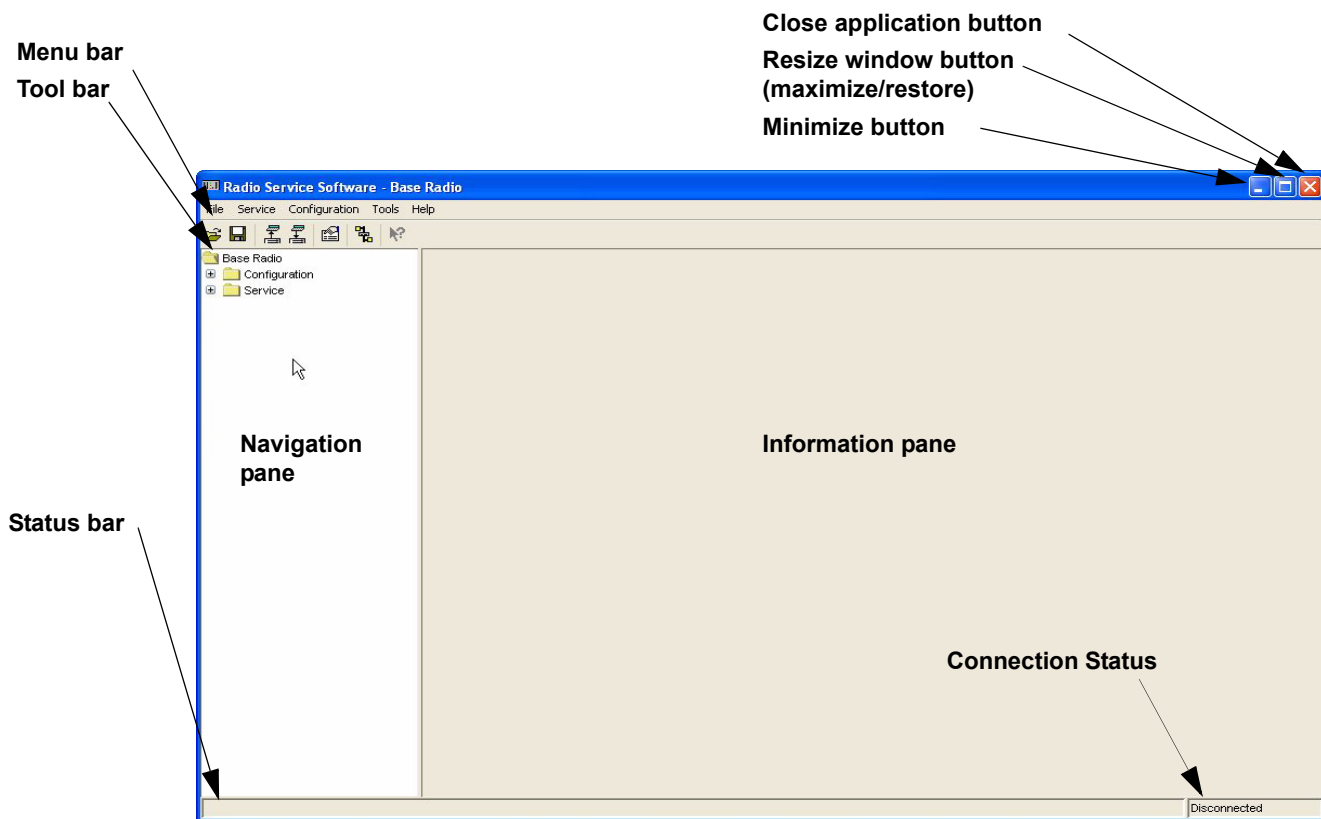 Close application button
Menu bar
Resize window button
(maximize/restore)
Tool bar
Minimize button
Radio Service Software - Base Radio
File Service Configuration Tools Help
Base Radio
Configuration
Service
Navigation
pane
Information pane
Status bar
Connection Status
Disconnected